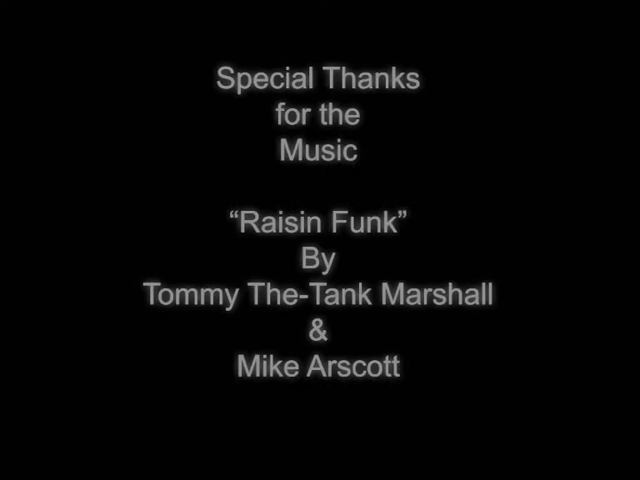 Special Thanks
for the
Music
“Raisin Funk”
By
Tommy The-Tank Marshall
&
Mike Arscott